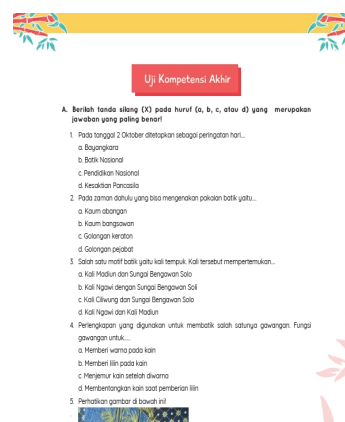 Uji Kompetensi Akhir
A. Berilah tanda silang (X) pada huruf (a, b, c, atau d) yang merupakan
jawaban yang paling benar!
1. Pada tanggal 2 Oktober ditetapkan sebagai peringatan hari....
a. Bayangkara
b. Batik Nasional
c. Pendidikan Nasional
d. Kesaktian Pancasila
2. Pada zaman dahulu yang bisa mengenakan pakaian batik yaitu....
a. Kaum abangan
b. Kaum bangsawan
c. Golongan keraton
d. Golongan pejabat
3. Salah satu motif batik yaitu kali tempuk. Kali tersebut mempertemukan....
a. Kali Madiun dan Sungai Bengawan Solo
b. Kali Ngawi dengan Sungai Bengawan Soli
c. Kali Ciliwung dan Sungai Bengawan Solo
d. Kali Ngawi dan Kali Madiun
4. Perlengkapan yang digunakan untuk membatik salah satunya gawangan. Fungsi
gawangan untuk.....
a. Memberi warna pada kain
b. Memberi lilin pada kain
c. Menjemur kain setelah diwarna
d. Membentangkan kain saat pemberian lilin
5. Perhatikan gambar di bawah ini!